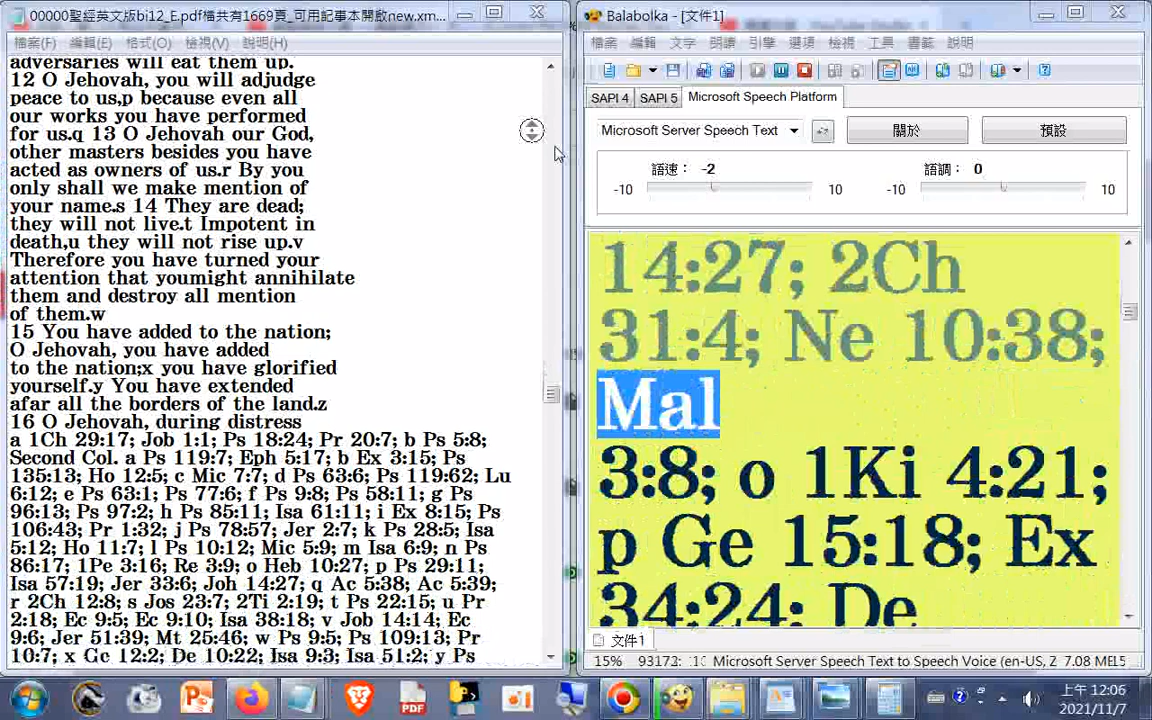 00000聖經英文版bi12_E.pdf檔共有1669頁_可用記事本開啟new.xm...
檔案(F) 編輯(E) 格式(O) 檢視(V) 說明(H)
adversaries will eat them up.
12 O Jehovah, you will adjudge
peace to us,p because even all
our works you have performed
for us.q 13 O Jehovah our God,
other masters besides you have
acted as owners of us.r By you
only shall we make mention of
your name.s 14 They are dead;
they will not live.t Impotent in
death,u they will not rise up.v
Therefore you have turned your
attention that youmight annihilate
them and destroy all mention
of them.w
15 You have added to the nation;
O Jehovah, you have added
to the nation;x you have glorified
yourself.y You have extended
afar all the borders of the land.z
16 O Jehovah, during distress
a 1Ch 29:17; Job 1:1; Ps 18:24; Pr 20:7; b Ps 5:8;
Second Col. a Ps 119:7; Eph 5:17; b Ex 3:15; Ps
135:13; Ho 12:5; c Mic 7:7; d Ps 63:6; Ps 119:62; Lu
6:12; e Ps 63:1; Ps 77:6; f Ps 9:8; Ps 58:11; g Ps
96:13; Ps 97:2; h Ps 85:11; Isa 61:11; i Ex 8:15; Ps
106:43; Pr 1:32; j Ps 78:57; Jer 2:7; k Ps 28:5; Isa
5:12; Ho 11:7; l Ps 10:12; Mic 5:9; m Isa 6:9; n Ps
86:17; 1Pe 3:16; Re 3:9; o Heb 10:27; p Ps 29:11;
Isa 57:19; Jer 33:6; Joh 14:27; q Ac 5:38; Ac 5:39;
r 2Ch 12:8; s Jos 23:7; 2Ti 2:19; t Ps 22:15; u Pr
2:18; Ec 9:5; Ec 9:10; Isa 38:18; v Job 14:14; Ec
9:6; Jer 51:39; Mt 25:46; w Ps 9:5; Ps 109:13; Pr
10:7; x Ge 12:2; De 10:22; Isa 9:3; Isa 51:2; y Ps
Balabolka - [文件1]
檔案 編輯 文字 朗讀 引擎 選項 檢視 工具 書籤 說明
SAPI 4 SAPI 5 Microsoft Speech Platform
Microsoft Server Speech Text 關於 預設
語速： -2 語調： 0
-10 10 -10 10
14:27; 2Ch
31:4; Ne 10:38;
Mal
3:8; o 1Ki 4:21;
p Ge 15:18; Ex
34:24; De
文件1
15% 93172: Microsoft Server Speech Text to Speech Voice (en-US, Z 7.08
上午 12:06
2021/11/7